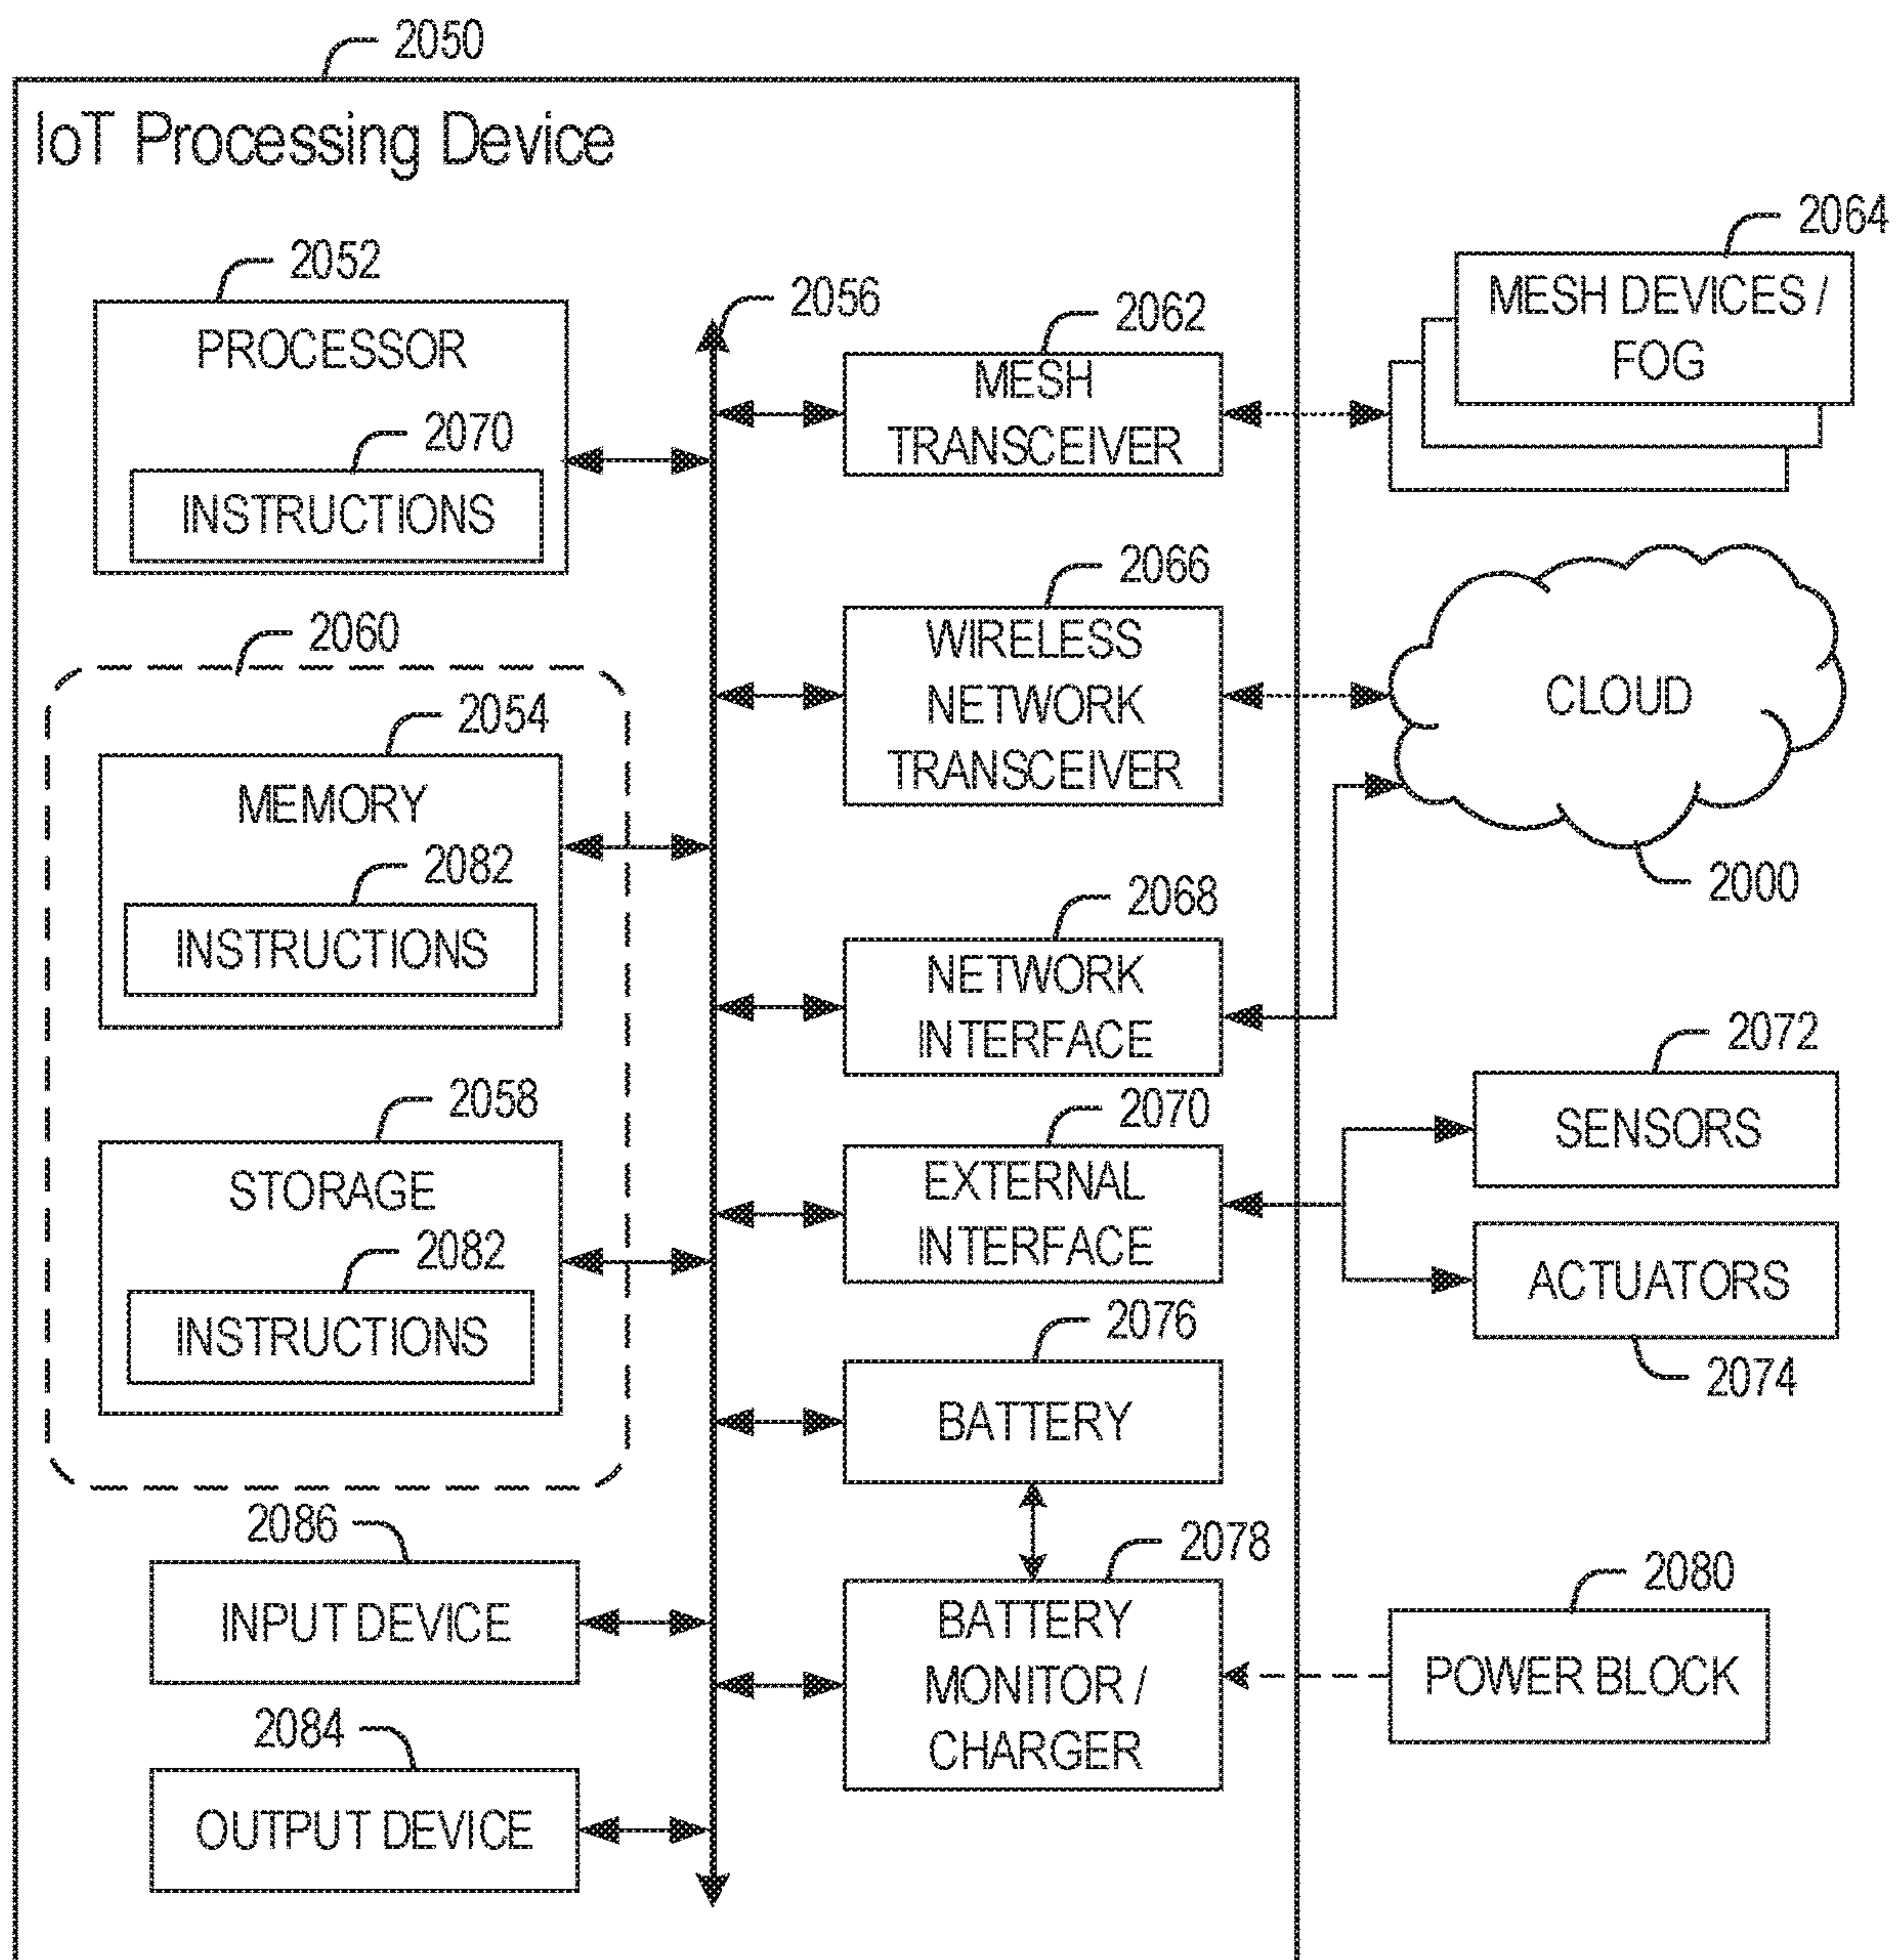 2050
IoT Processing Device
2052
PROCESSOR
2070
INSTRUCTIONS
2060
2054
MEMORY
2082
INSTRUCTIONS
2058
STORAGE
2082
INSTRUCTIONS
2086
INPUT DEVICE
2084
OUTPUT DEVICE
2056
2062
MESH
TRANSCEIVER
2066
WIRELESS
NETWORK
TRANSCEIVER
2068
NETWORK
INTERFACE
2070
EXTERNAL
INTERFACE
2076
BATTERY
2078
BATTERY
MONITOR /
CHARGER
2064
MESH DEVICES /
FOG
CLOUD
2000
2072
SENSORS
ACTUATORS
2074
2080
POWER BLOCK